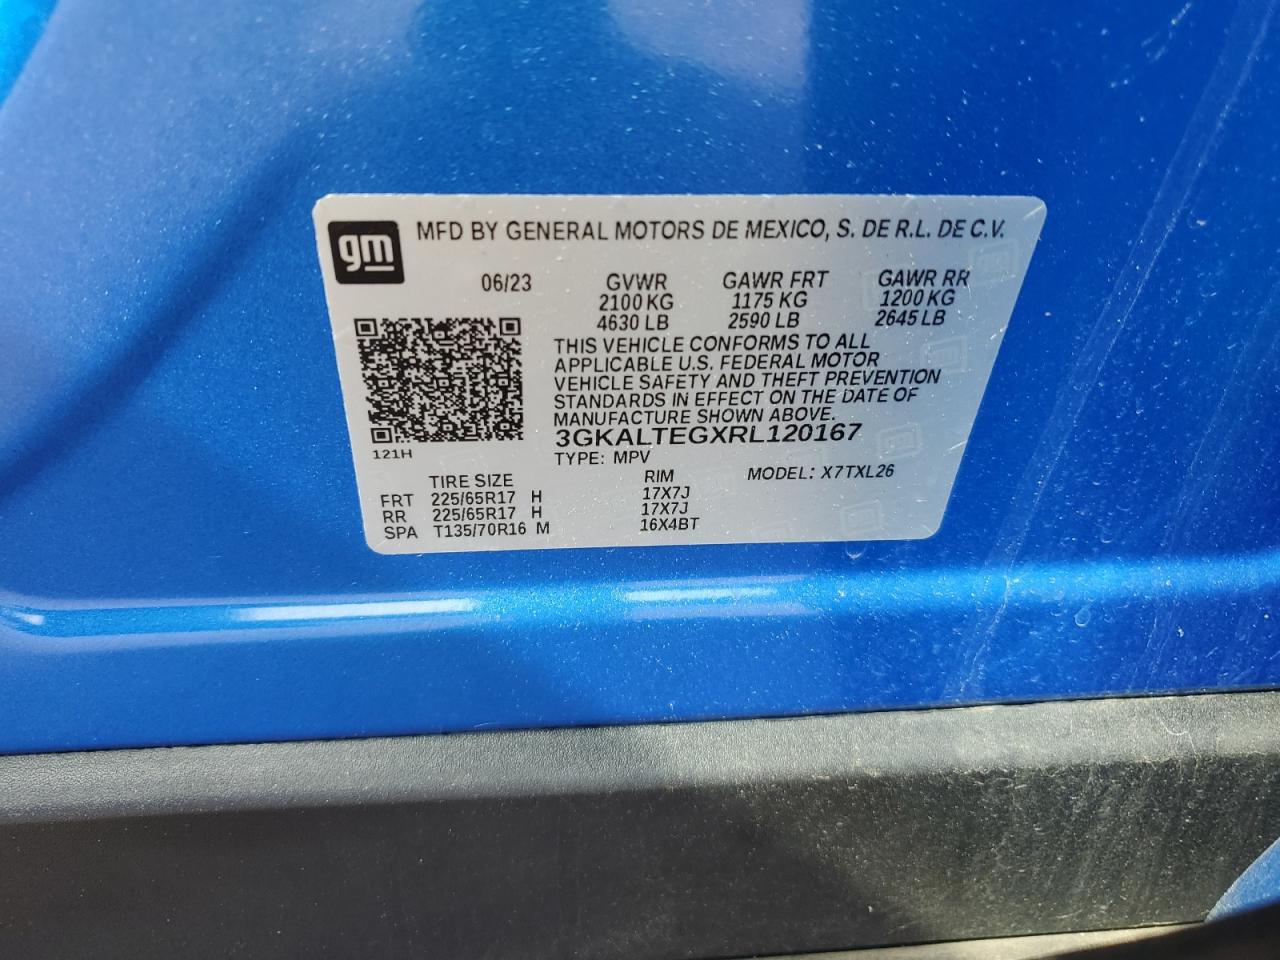 gm
MFD BY GENERAL MOTORS DE MEXICO, S. DE R.L. DE C.V.
06/23 GVWR GAWR FRT GAWR RR
2100 KG 1175 KG 1200 KG
4630 LB 2590 LB 2645 LB
THIS VEHICLE CONFORMS TO ALL
APPLICABLE U.S. FEDERAL MOTOR
VEHICLE SAFETY AND THEFT PREVENTION
STANDARDS IN EFFECT ON THE DATE OF
MANUFACTURE SHOWN ABOVE.
3GKALTEGXRL120167
121H
TYPE: MPV
MODEL: X7TXL26
TIRE SIZE RIM
FRT 225/65R17 H 17X7J
RR 225/65R17 H 17X7J
SPA T135/70R16 M 16X4BT